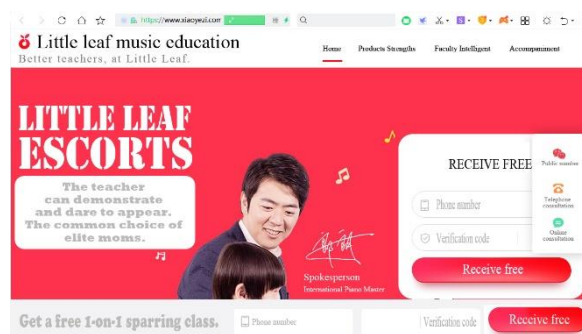 https://www.xiaoyezi.com
Little leaf music education
Better teachers, at Little Leaf.
Home
Products Strengths
Faculty Intelligent
Accompaniment
LITTLE LEAF
ESCORTS
The teacher
can demonstrate
and dare to appear.
The common choice of
elite moms.
Spokesperson
International Piano Master
RECEIVE FREE
Phone number
Verification code
Receive free
Public number
Telephone
consultation
Online
consultation
Get a free 1-on-1 sparring class.
Phone number
Verification code
Receive free